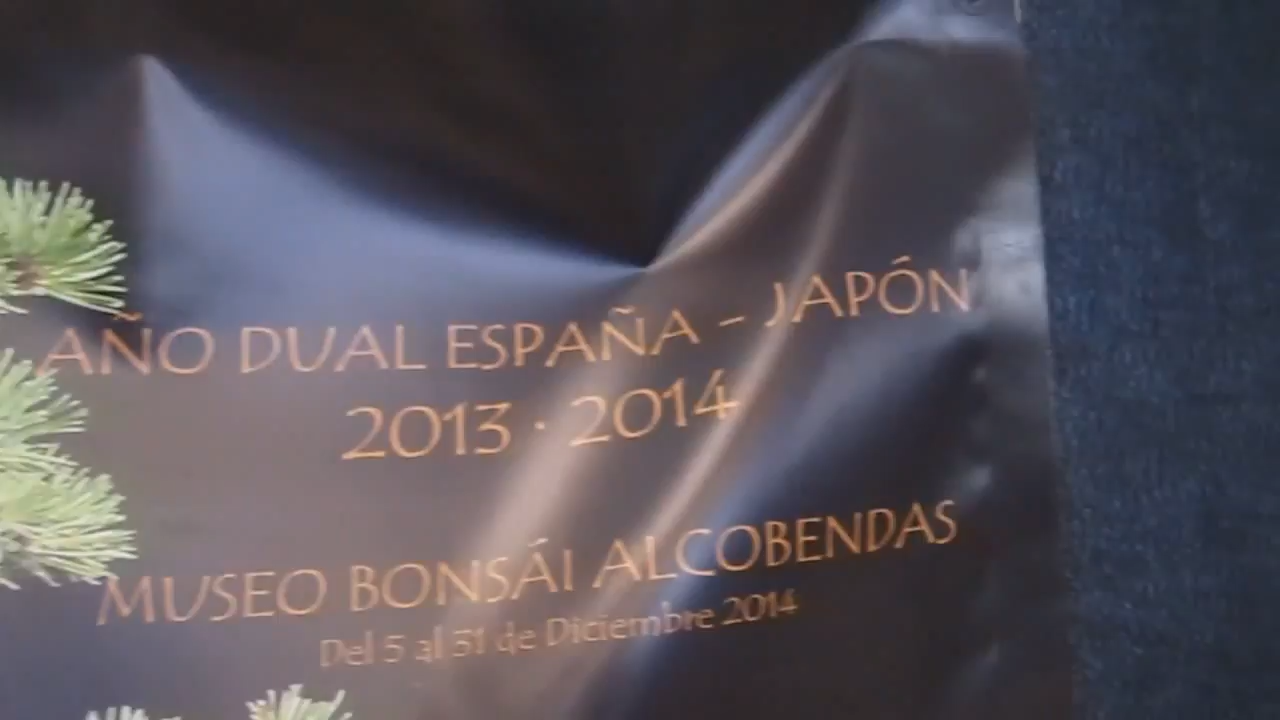 AÑO DUAL ESPAÑA - JAPÓN
2013 · 2014
MUSEO BONSÁI ALCOBENDAS
Del 5 al 31 de Diciembre 2014